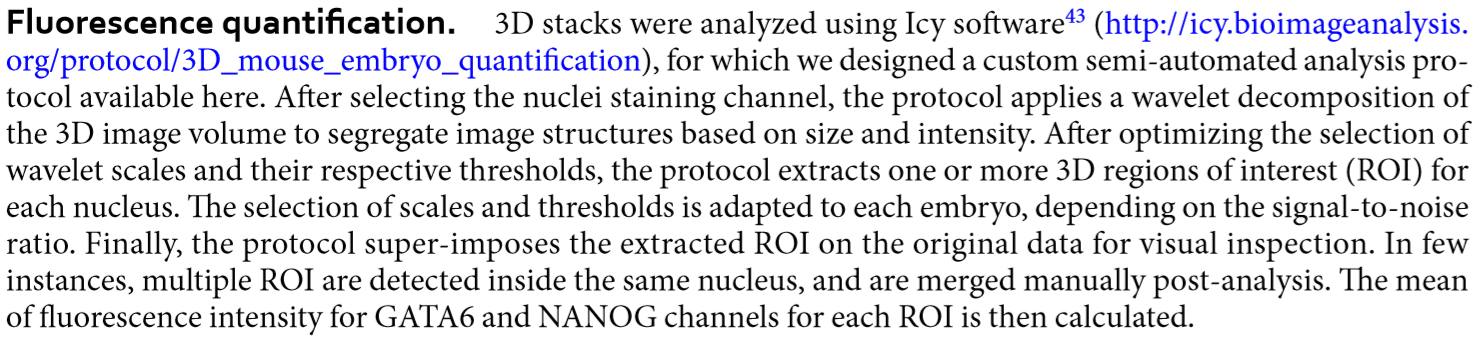 Fluorescence quantification. 3D stacks were analyzed using Icy software43 (http://icy.bioimageanalysis.
org/protocol/3D_mouse_embryo_quantification), for which we designed a custom semi-automated analysis pro-
tocol available here. After selecting the nuclei staining channel, the protocol applies a wavelet decomposition of
the 3D image volume to segregate image structures based on size and intensity. After optimizing the selection of
wavelet scales and their respective thresholds, the protocol extracts one or more 3D regions of interest (ROI) for
each nucleus. The selection of scales and thresholds is adapted to each embryo, depending on the signal-to-noise
ratio. Finally, the protocol super-imposes the extracted ROI on the original data for visual inspection. In few
instances, multiple ROI are detected inside the same nucleus, and are merged manually post-analysis. The mean
of fluorescence intensity for GATA6 and NANOG channels for each ROI is then calculated.